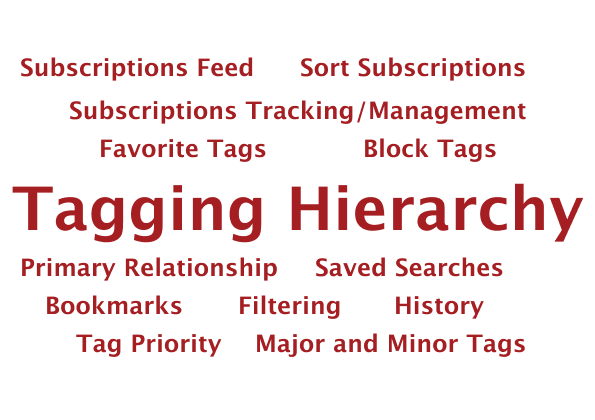 Subscriptions Feed Sort Subscriptions
Subscriptions Tracking/Management
Favorite Tags Block Tags
Tagging Hierarchy
Primary Relationship Saved Searches
Bookmarks Filtering History
Tag Priority Major and Minor Tags